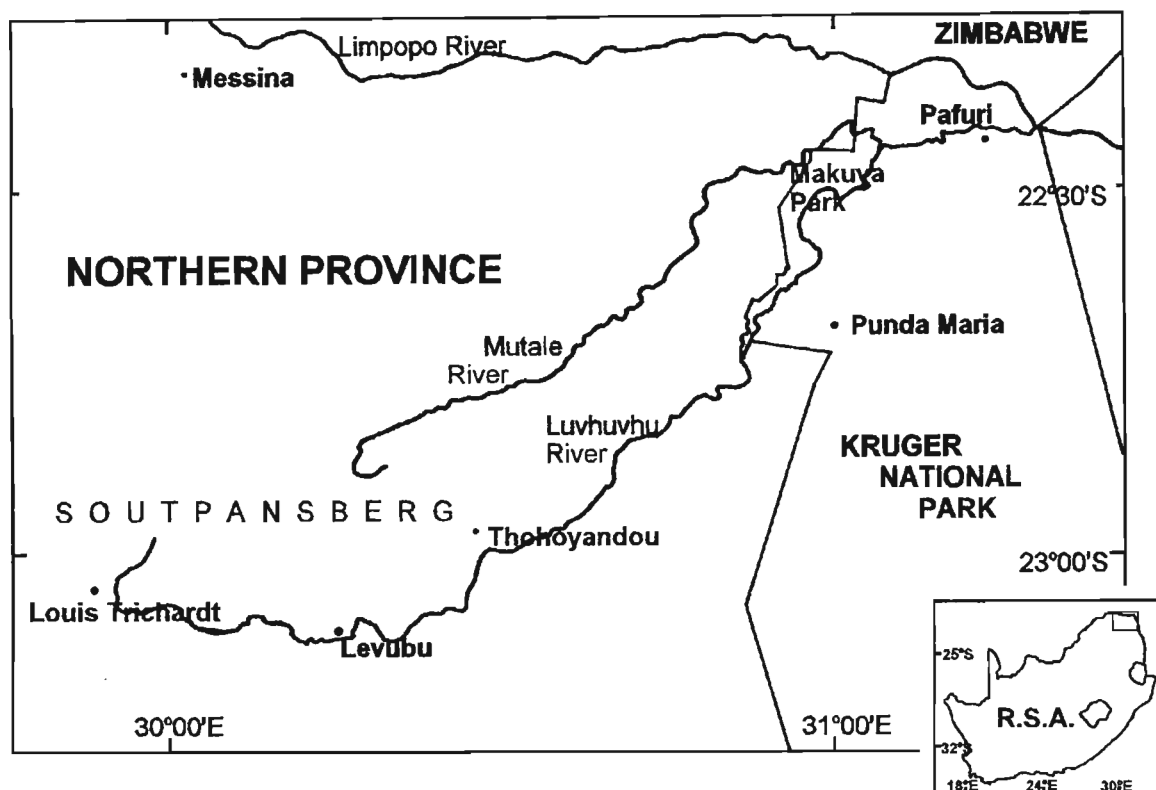 ZIMBABWE
Limpopo River
Messina
Pafuri
Makuya
Park
22°30'S
NORTHERN PROVINCE
Punda Maria
Mutale
River
Luvhuvhu
River
KRUGER
NATIONAL
PARK
SOUTPANSBERG
Thohoyandou
23°00'S
Louis Trichardt
Levubu
30°00'E
31°00'E
25°S
R.S.A.
32°S
18°E
24°E
30°E